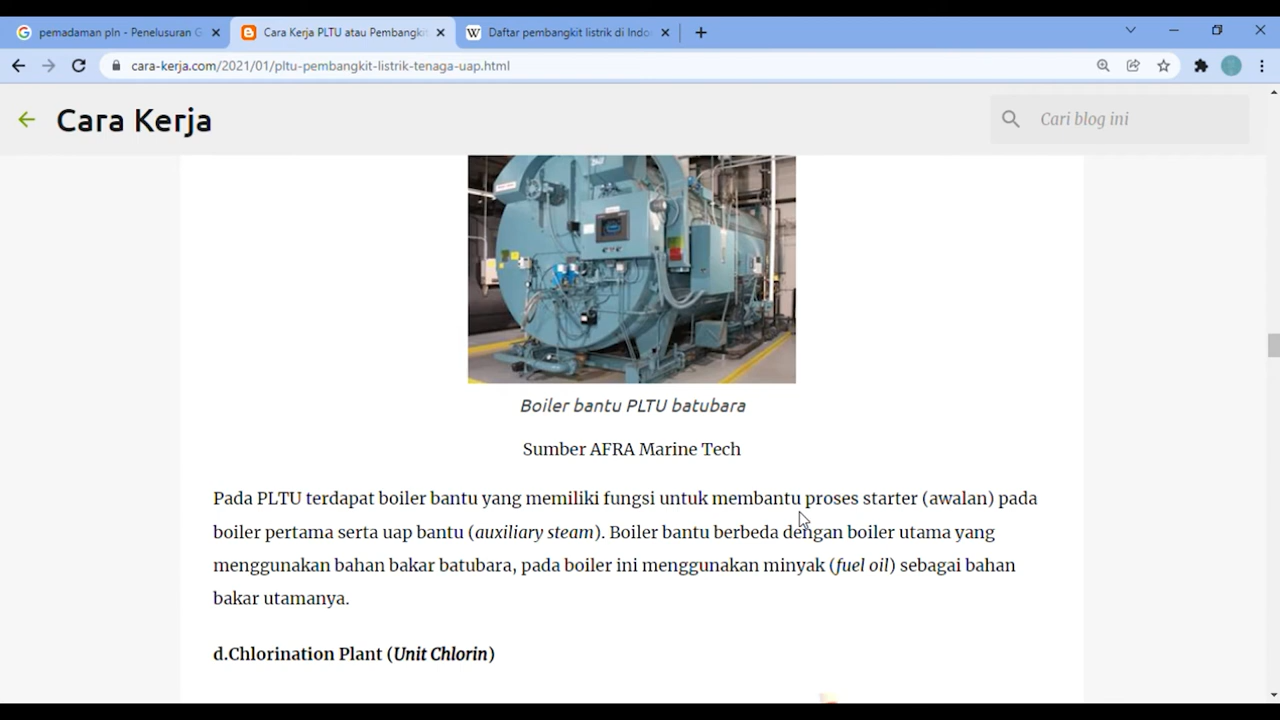 pemadaman pln - Penelusuran G
Cara Kerja PLTU atau Pembangkit
Daftar pembangkit listrik di Indo
cara-kerja.com/2021/01/pltu-pembangkit-listrik-tenaga-uap.html
Cara Kerja
Cari blog ini
Boiler bantu PLTU batubara
Sumber AFRA Marine Tech
Pada PLTU terdapat boiler bantu yang memiliki fungsi untuk membantu proses starter (awalan) pada
boiler pertama serta uap bantu (auxiliary steam). Boiler bantu berbeda dengan boiler utama yang
menggunakan bahan bakar batubara, pada boiler ini menggunakan minyak (fuel oil) sebagai bahan
bakar utamanya.
d.Chlorination Plant (Unit Chlorin)